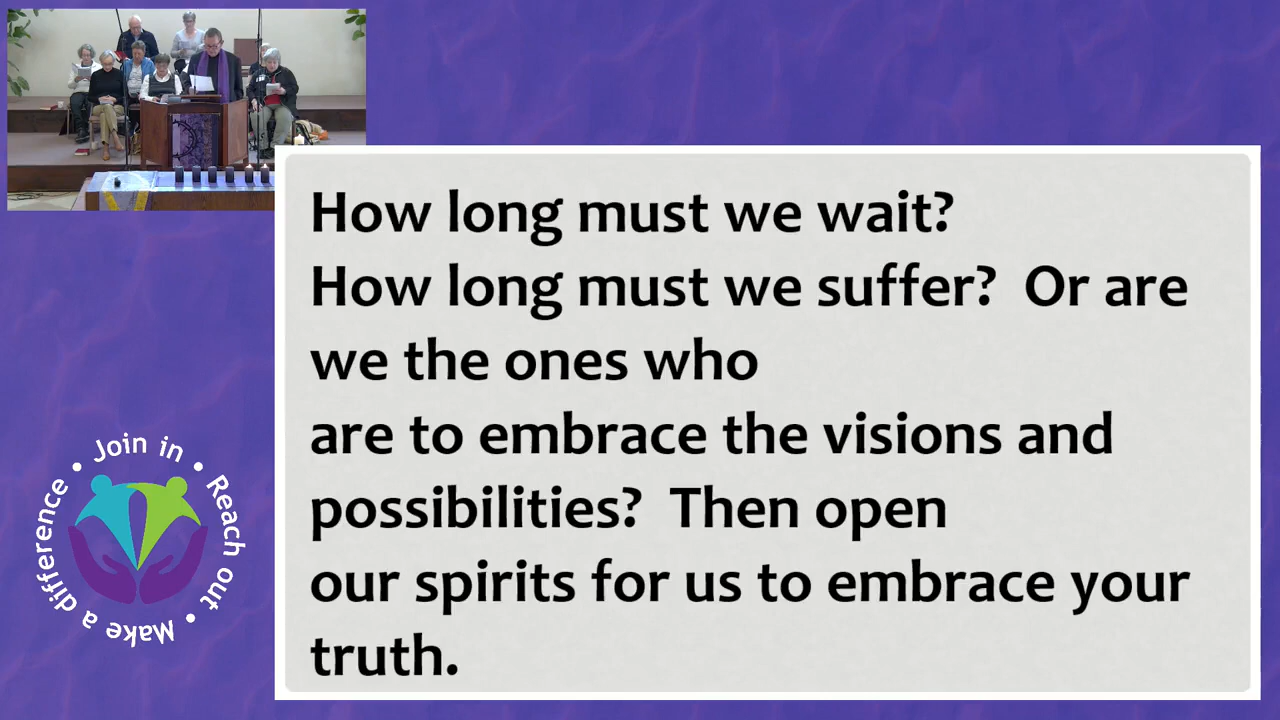 How long must we wait?
How long must we suffer?  Or are
we the ones who
are to embrace the visions and
possibilities?  Then open
our spirits for us to embrace your
truth.
Join in • Reach out • Make a difference •